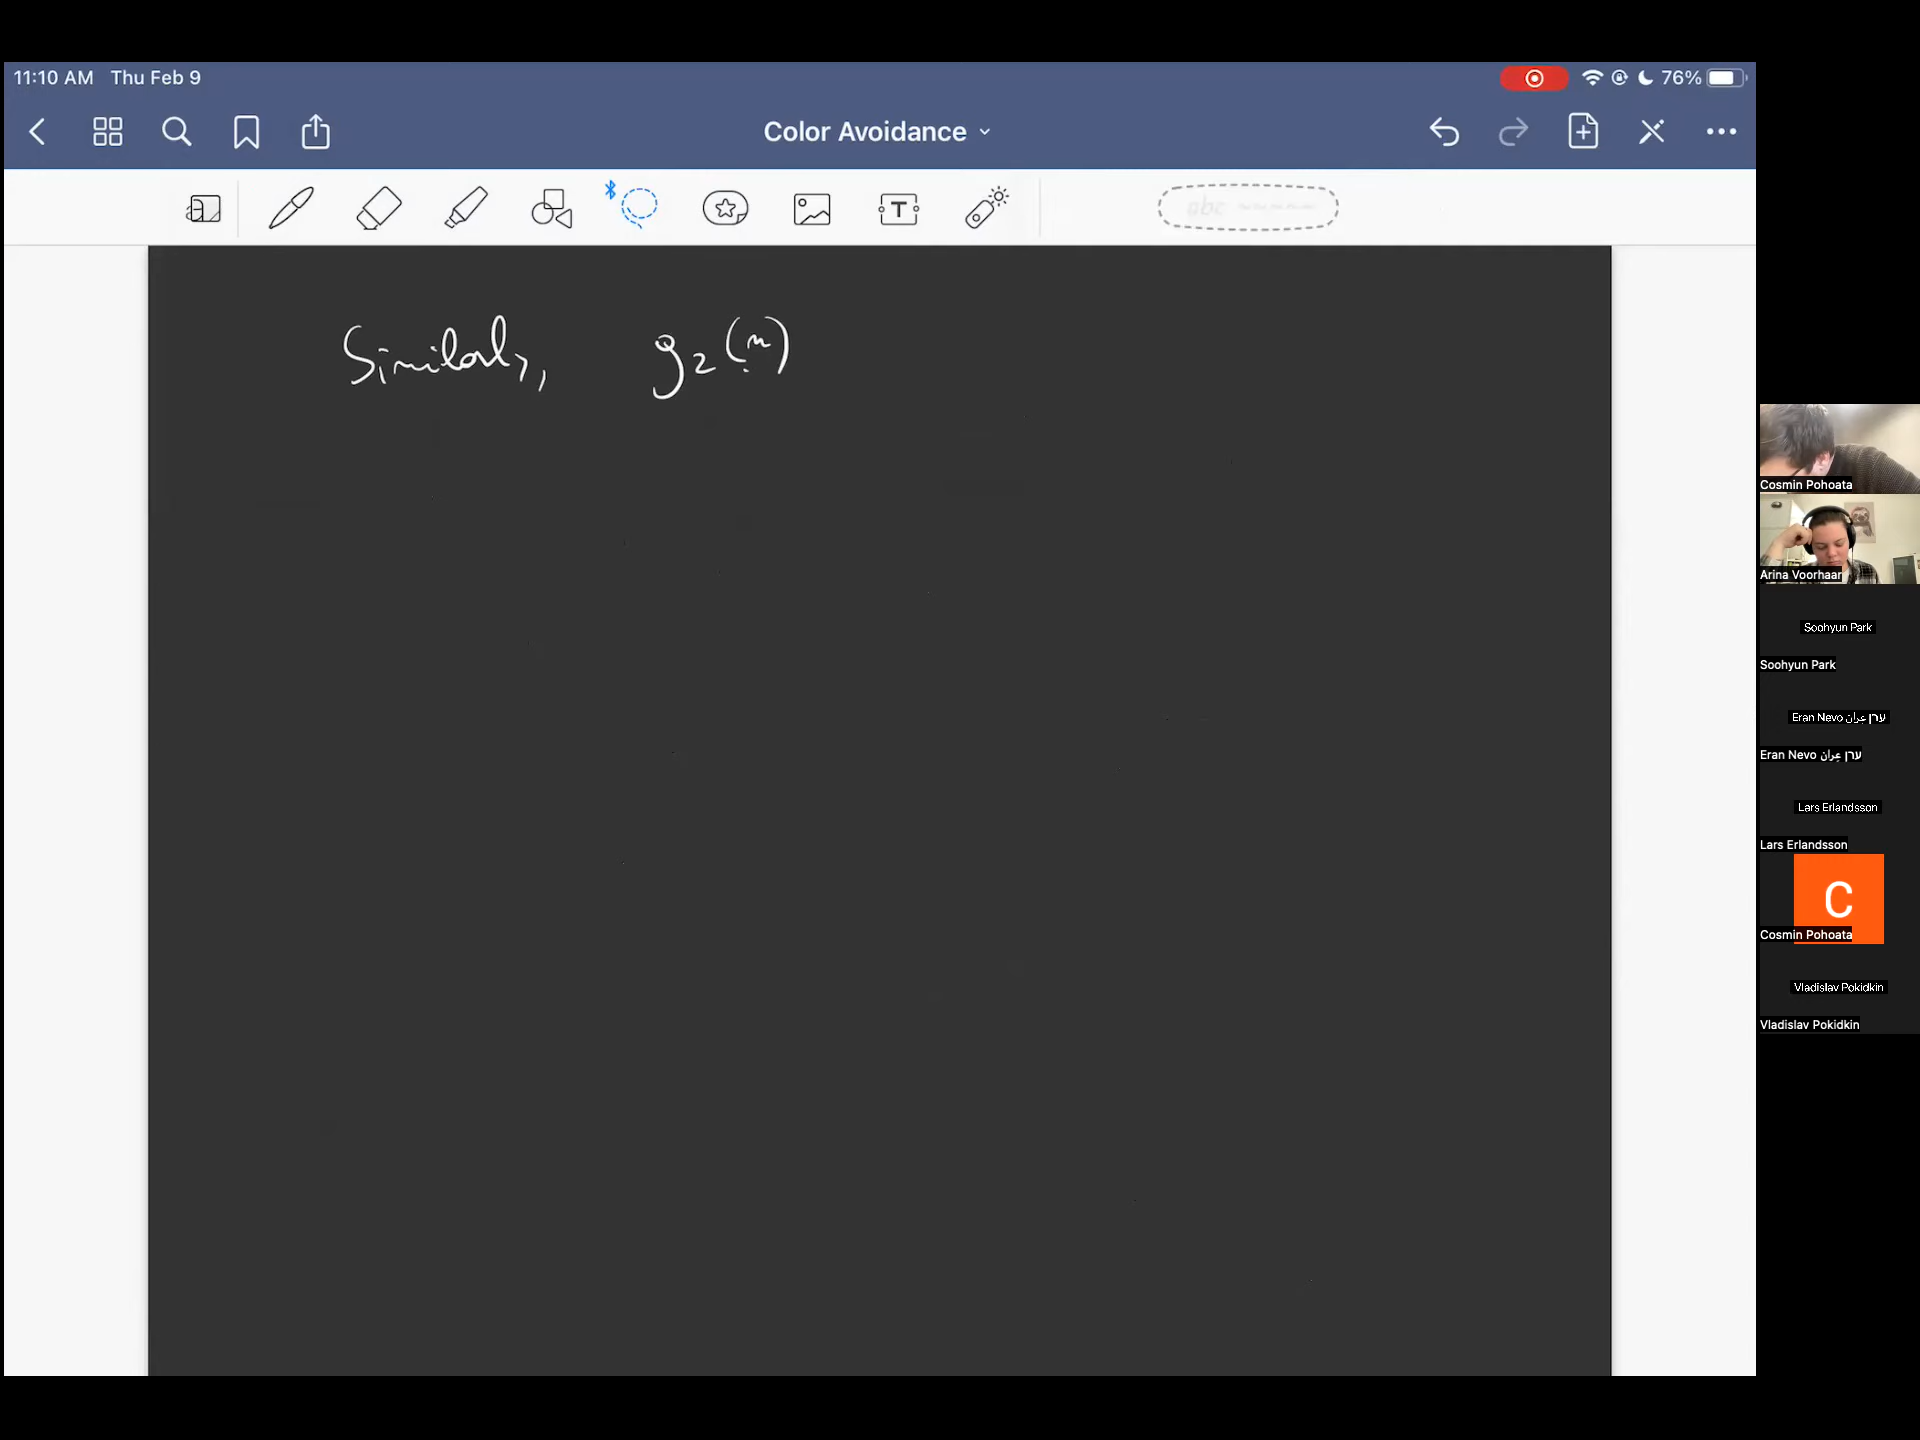 11:10 AM Thu Feb 9
76%
Color Avoidance
abc
Similarly, g₂(n)
Cosmin Pohoata
Arina Voorhaar
Soohyun Park
Soohyun Park
Eran Nevo ערן عران
Eran Nevo ערן عران
Lars Erlandsson
Lars Erlandsson
C
Cosmin Pohoata
Vladislav Pokidkin
Vladislav Pokidkin